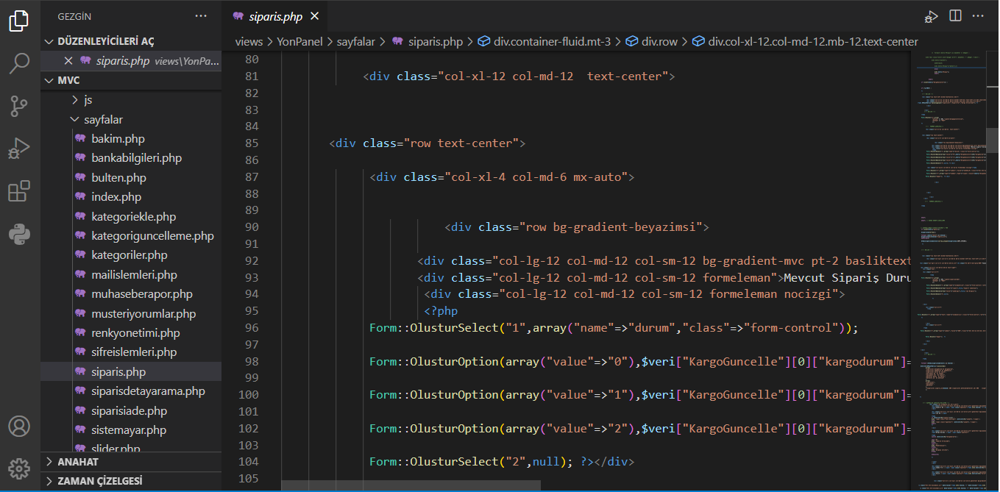 GEZGİN
siparis.php
DÜZENLEYİCİLERİ AÇ
siparis.php views\YonPa...
MVC
js
sayfalar
bakim.php
bankabilgileri.php
bulten.php
index.php
kategoriekle.php
kategoriguncelleme.php
kategoriler.php
mailislemleri.php
muhaseberapor.php
musteriyorumlar.php
renkyonetimi.php
sifreislemleri.php
siparis.php
siparisdetayarama.php
siparisiade.php
sistemayar.php
slider.php
ANAHAT
ZAMAN ÇİZELGESİ
views > YonPanel > sayfalar > siparis.php > div.container-fluid.mt-3 > div.row > div.col-xl-12.col-md-12.mb-12.text-center
80
81 <div class="col-xl-12 col-md-12  text-center">
82
83
84
85 <div class="row text-center">
86
87 <div class="col-xl-4 col-md-6 mx-auto">
88
89
90 <div class="row bg-gradient-beyazimsi">
91
92 <div class="col-lg-12 col-md-12 col-sm-12 bg-gradient-mvc pt-2 basliktext
93 <div class="col-lg-12 col-md-12 col-sm-12 formeleman">Mevcut Sipariş Duru
94 <div class="col-lg-12 col-md-12 col-sm-12 formeleman nocizgi">
95 <?php
96 Form::OlusturSelect("1",array("name"=>"durum","class"=>"form-control"));
97
98 Form::OlusturOption(array("value"=>"0"),$veri["KargoGuncelle"][0]["kargodurum"]=
99
100 Form::OlusturOption(array("value"=>"1"),$veri["KargoGuncelle"][0]["kargodurum"]=
101
102 Form::OlusturOption(array("value"=>"2"),$veri["KargoGuncelle"][0]["kargodurum"]=
103
104 Form::OlusturSelect("2",null); ?></div>
105